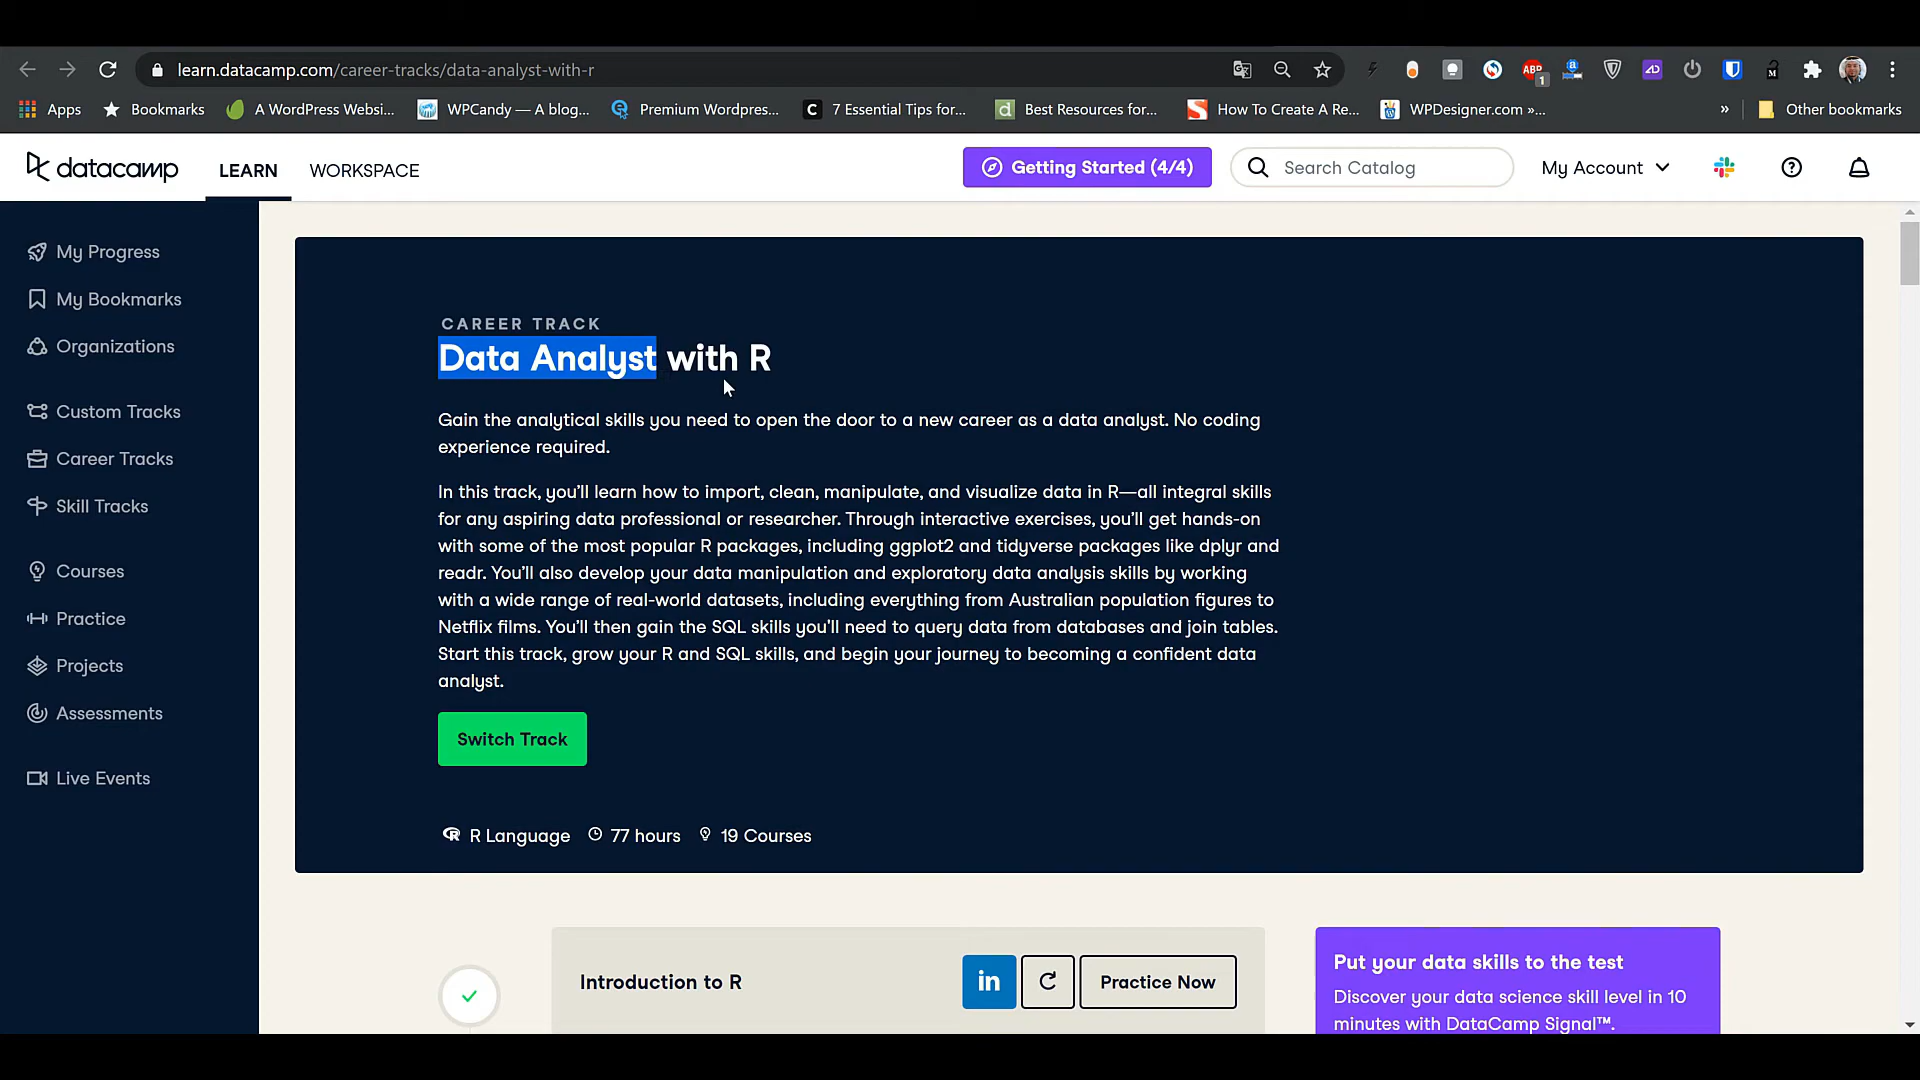 learn.datacamp.com/career-tracks/data-analyst-with-r
ABP
1
Apps
Bookmarks
A WordPress Websi...
WPCandy — A blog...
Premium Wordpres...
7 Essential Tips for...
Best Resources for...
How To Create A Re...
WPDesigner.com »...
»
Other bookmarks
datacamp
LEARN
WORKSPACE
Getting Started (4/4)
Search Catalog
My Account
My Progress
My Bookmarks
Organizations
Custom Tracks
Career Tracks
Skill Tracks
Courses
Practice
Projects
Assessments
Live Events
CAREER TRACK
Data Analyst with R
Gain the analytical skills you need to open the door to a new career as a data analyst. No coding
experience required.
In this track, you’ll learn how to import, clean, manipulate, and visualize data in R—all integral skills
for any aspiring data professional or researcher. Through interactive exercises, you’ll get hands-on
with some of the most popular R packages, including ggplot2 and tidyverse packages like dplyr and
readr. You’ll also develop your data manipulation and exploratory data analysis skills by working
with a wide range of real-world datasets, including everything from Australian population figures to
Netflix films. You’ll then gain the SQL skills you'll need to query data from databases and join tables.
Start this track, grow your R and SQL skills, and begin your journey to becoming a confident data
analyst.
Switch Track
R Language
77 hours
19 Courses
Introduction to R
in
Practice Now
Put your data skills to the test
Discover your data science skill level in 10
minutes with DataCamp Signal™.